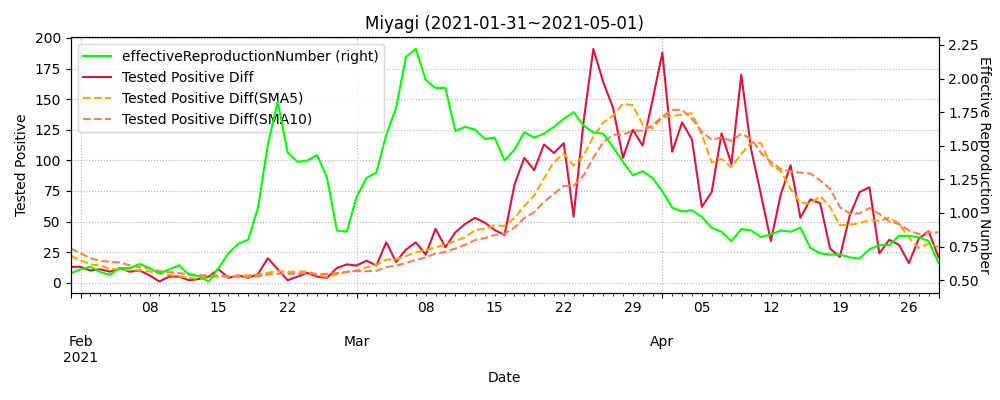 Miyagi (2021-01-31~2021-05-01)
effectiveReproductionNumber (right)
Tested Positive Diff
Tested Positive Diff(SMA5)
Tested Positive Diff(SMA10)
Tested Positive
200
175
150
125
100
75
50
25
0
2.25
2.00
1.75
1.50
1.25
1.00
0.75
0.50
Effective Reproduction Number
08 15 22 08 15 22 29 05 12 19 26
Feb Mar Apr
2021
Date